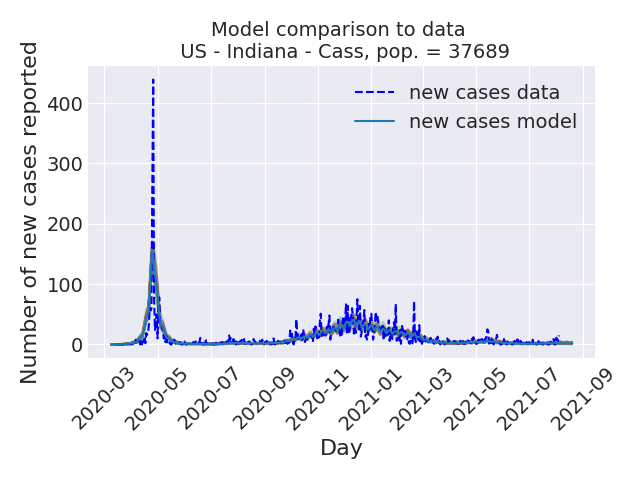 Model comparison to data
US - Indiana - Cass, pop. = 37689
Number of new cases reported
400
300
200
100
0
new cases data
new cases model
2020-03
2020-05
2020-07
2020-09
2020-11
2021-01
2021-03
2021-05
2021-07
2021-09
Day